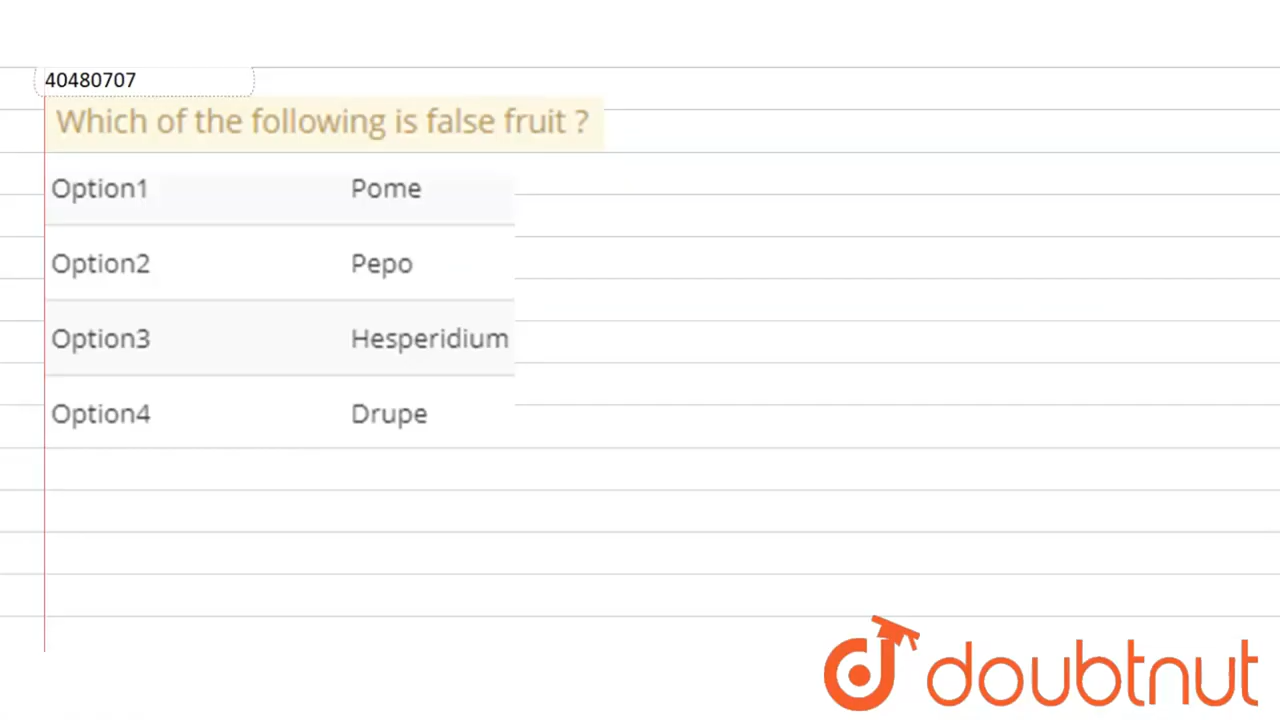 40480707
Which of the following is false fruit ?
Option1 Pome
Option2 Pepo
Option3 Hesperidium
Option4 Drupe
doubtnut